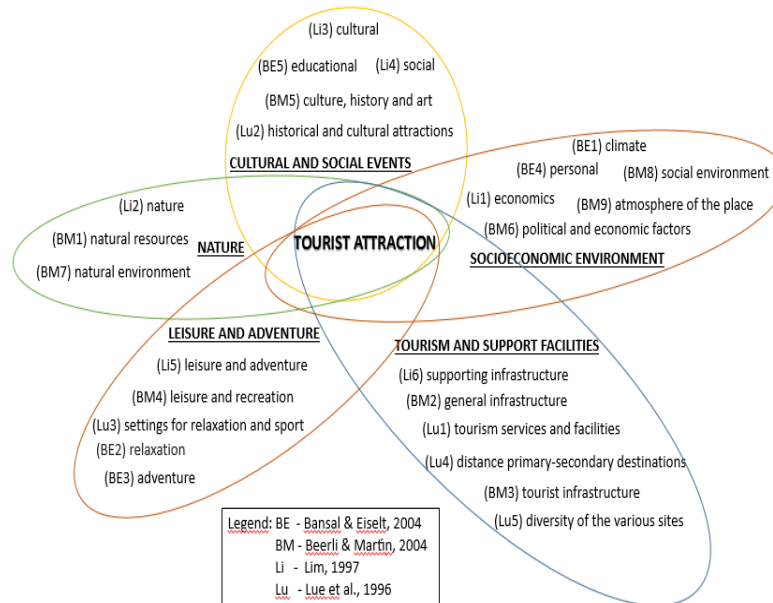 (Li3) cultural
(BE5) educational (Li4) social
(BM5) culture, history and art
(Lu2) historical and cultural attractions
CULTURAL AND SOCIAL EVENTS
(BE1) climate
(BE4) personal
(BM8) social environment
(Li1) economics
(BM9) atmosphere of the place
(BM6) political and economic factors
SOCIOECONOMIC ENVIRONMENT
(Li2) nature
(BM1) natural resources
NATURE
(BM7) natural environment
TOURIST ATTRACTION
LEISURE AND ADVENTURE
(Li5) leisure and adventure
(BM4) leisure and recreation
(Lu3) settings for relaxation and sport
(BE2) relaxation
(BE3) adventure
TOURISM AND SUPPORT FACILITIES
(Li6) supporting infrastructure
(BM2) general infrastructure
(Lu1) tourism services and facilities
(Lu4) distance primary-secondary destinations
(BM3) tourist infrastructure
(Lu5) diversity of the various sites
Legend: BE - Bansal & Eiselt, 2004
BM - Beerli & Martín, 2004
Li - Lim, 1997
Lu - Lue et al., 1996